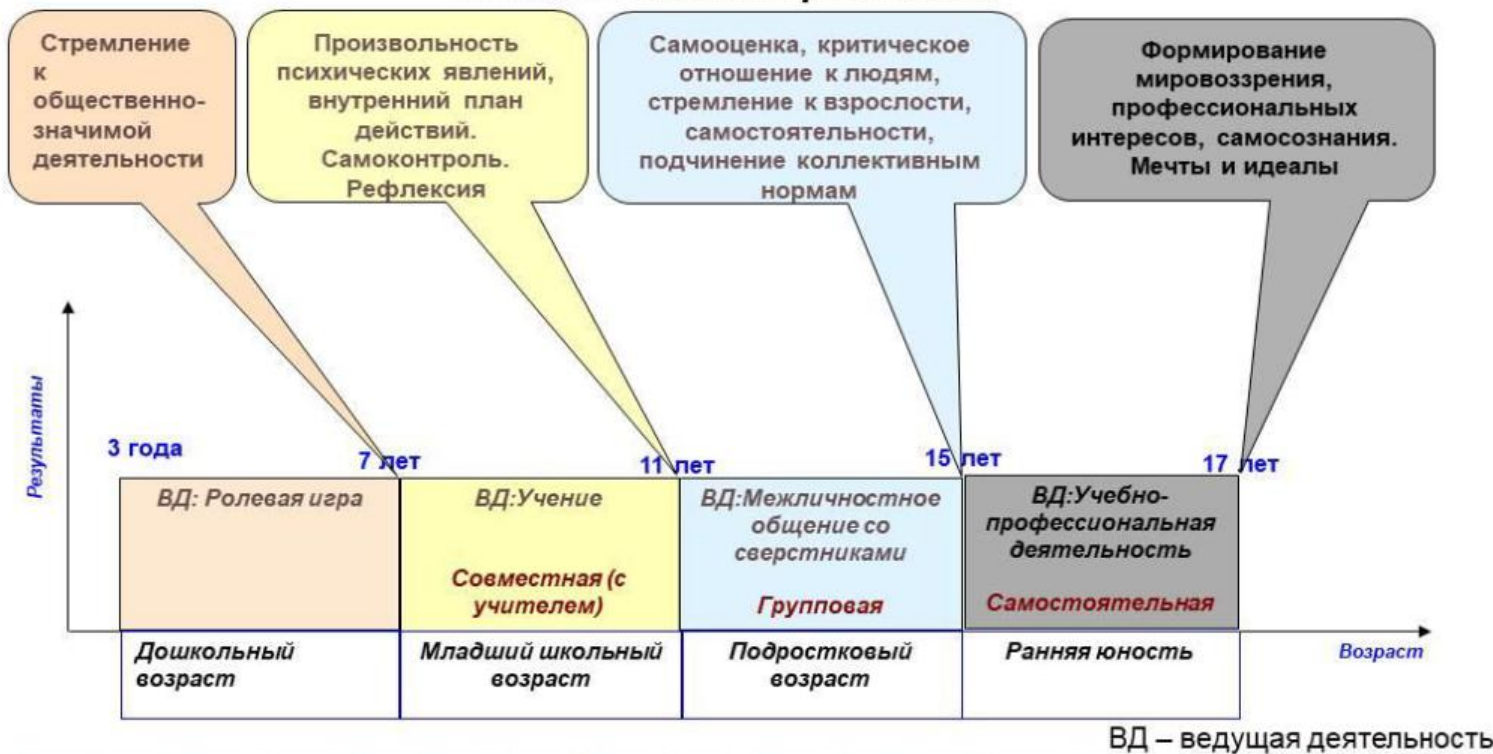 Стремление
к
общественно-
значимой
деятельности
Произвольность
психических явлений,
внутренний план
действий.
Самоконтроль.
Рефлексия
Самооценка, критическое
отношение к людям,
стремление к взрослости,
самостоятельности,
подчинение коллективным
нормам
Формирование
мировоззрения,
профессиональных
интересов, самосознания.
Мечты и идеалы
Результаты
3 года
7 лет
11 лет
15 лет
17 лет
ВД: Ролевая игра
ВД:Учение
Совместная (с
учителем)
ВД:Межличностное
общение со
сверстниками
Групповая
ВД:Учебно-
профессиональная
деятельность
Самостоятельная
Дошкольный
возраст
Младший школьный
возраст
Подростковый
возраст
Ранняя юность
Возраст
ВД – ведущая деятельность